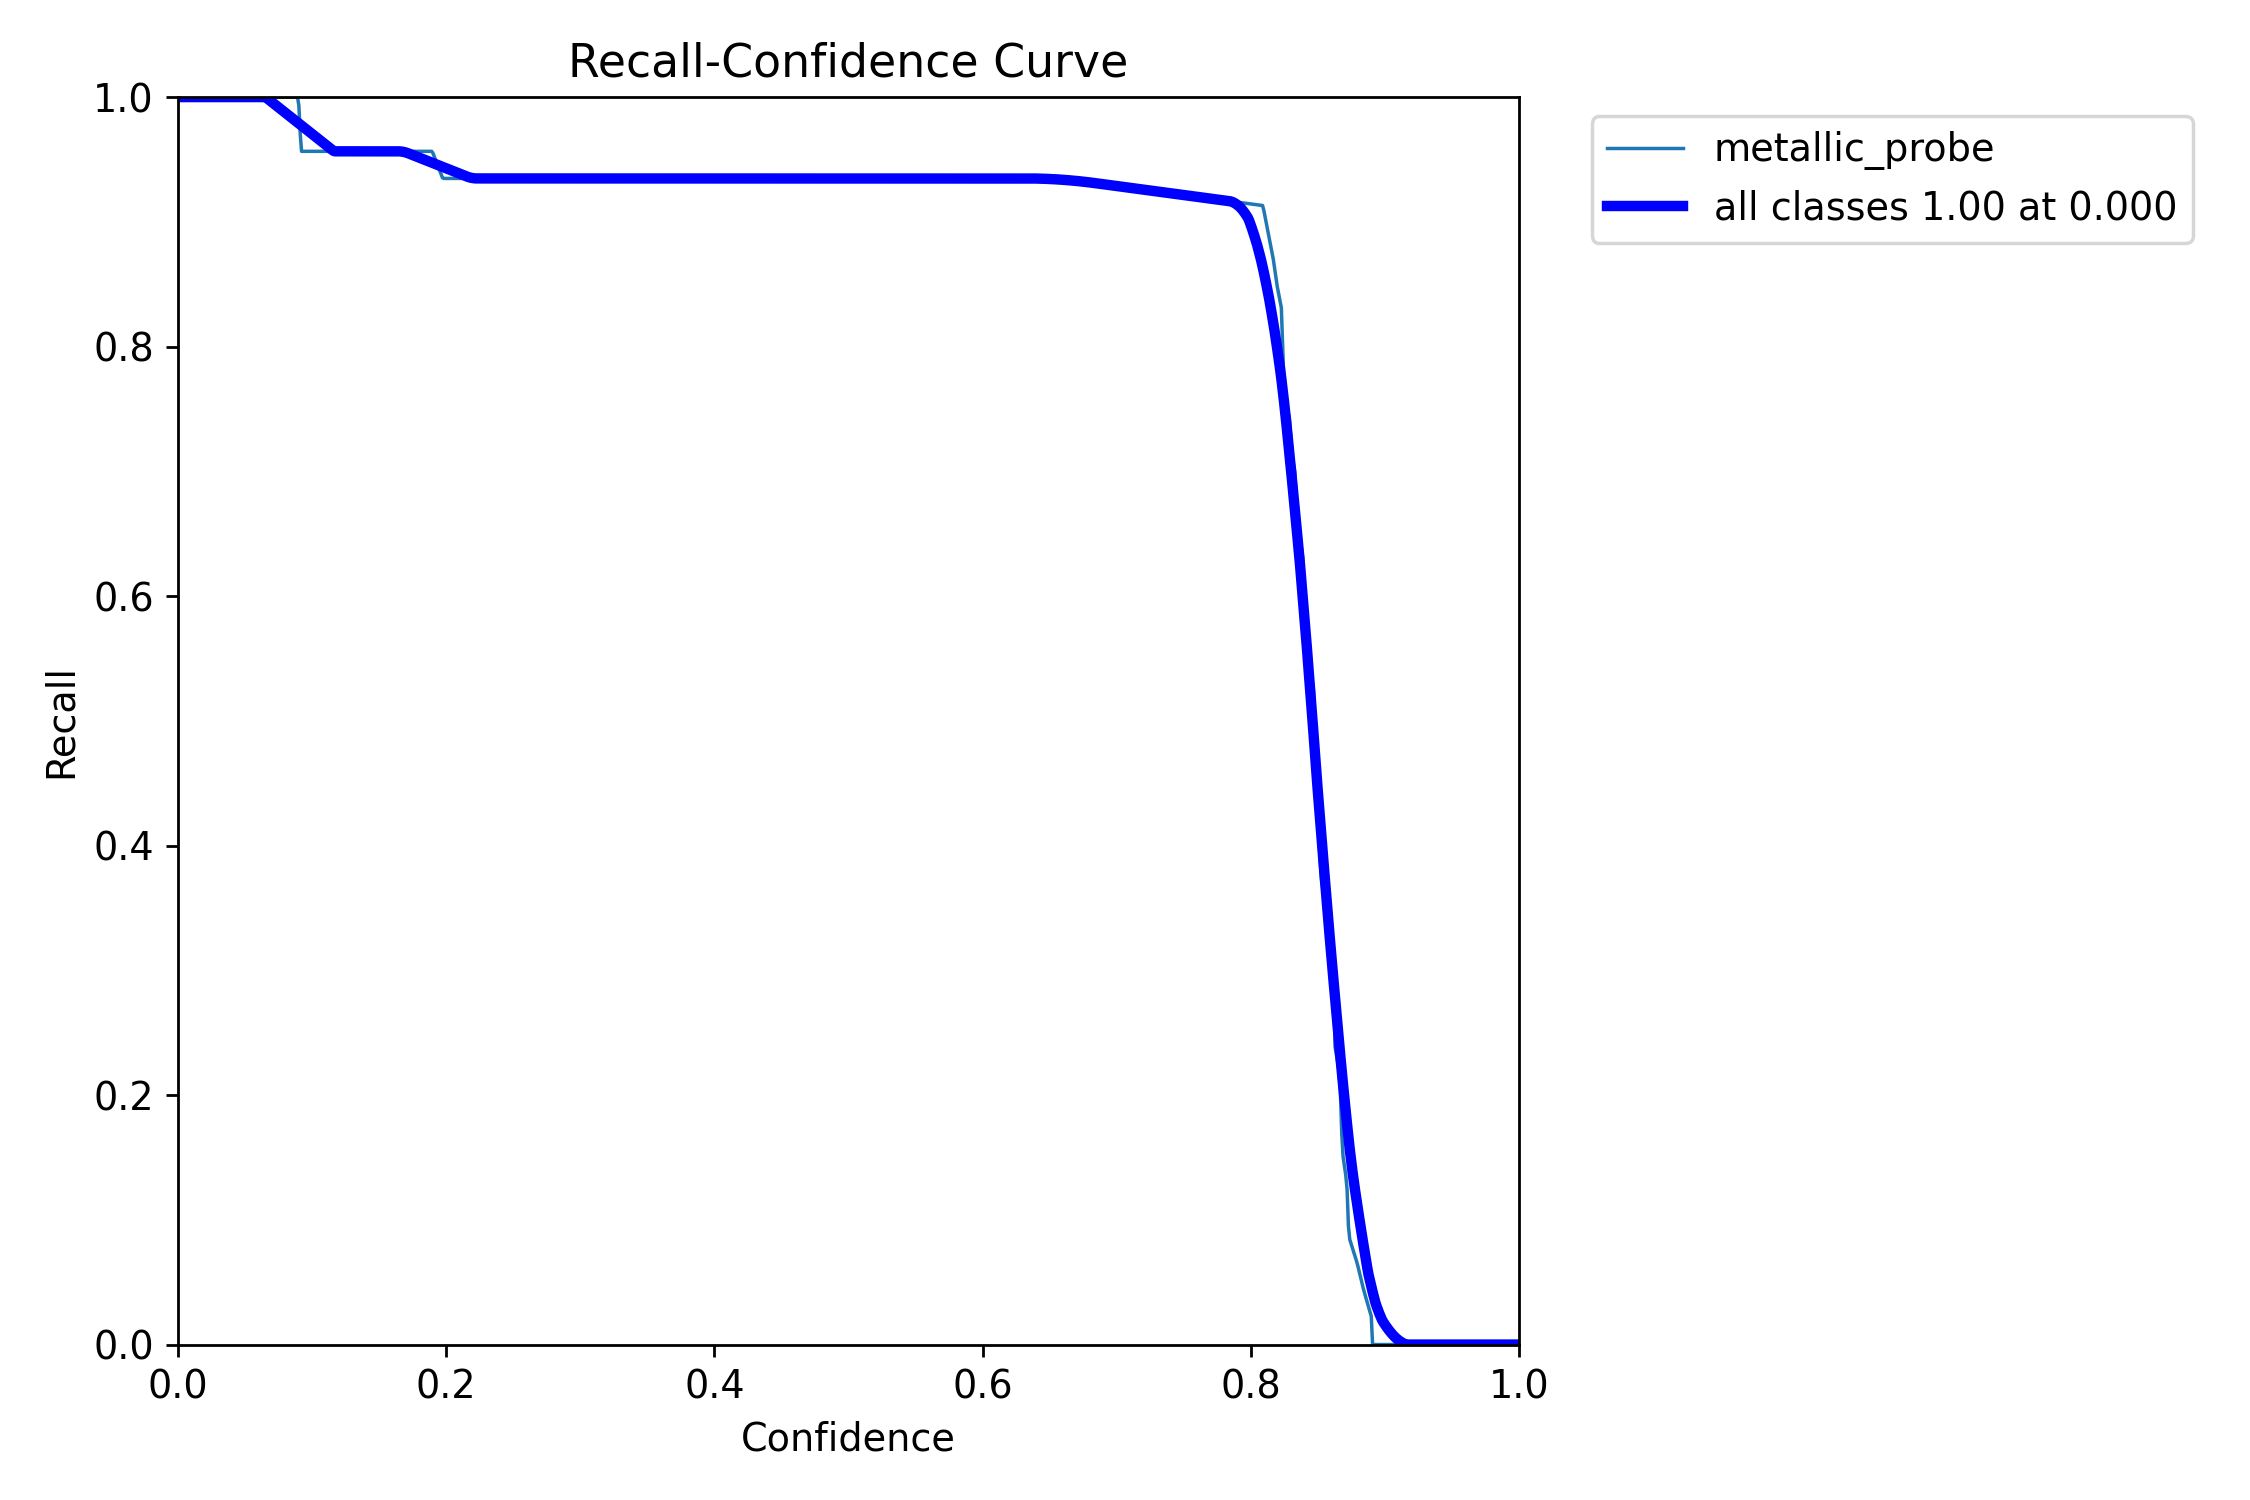 Recall-Confidence Curve
1.0
0.8
0.6
0.4
0.2
0.0
Recall
0.0 0.2 0.4 0.6 0.8 1.0
Confidence
metallic_probe
all classes 1.00 at 0.000